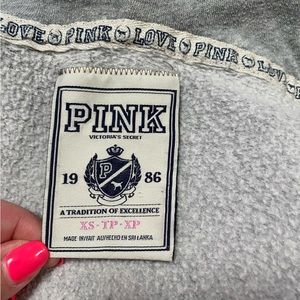 LOVE PINK LOVE PINK LOVE
PINK
VICTORIA'S SECRET
P
19 86
A TRADITION OF EXCELLENCE
XS-TP-XP
MADE IN/FAIT AU/HECHO EN SRI LANKA